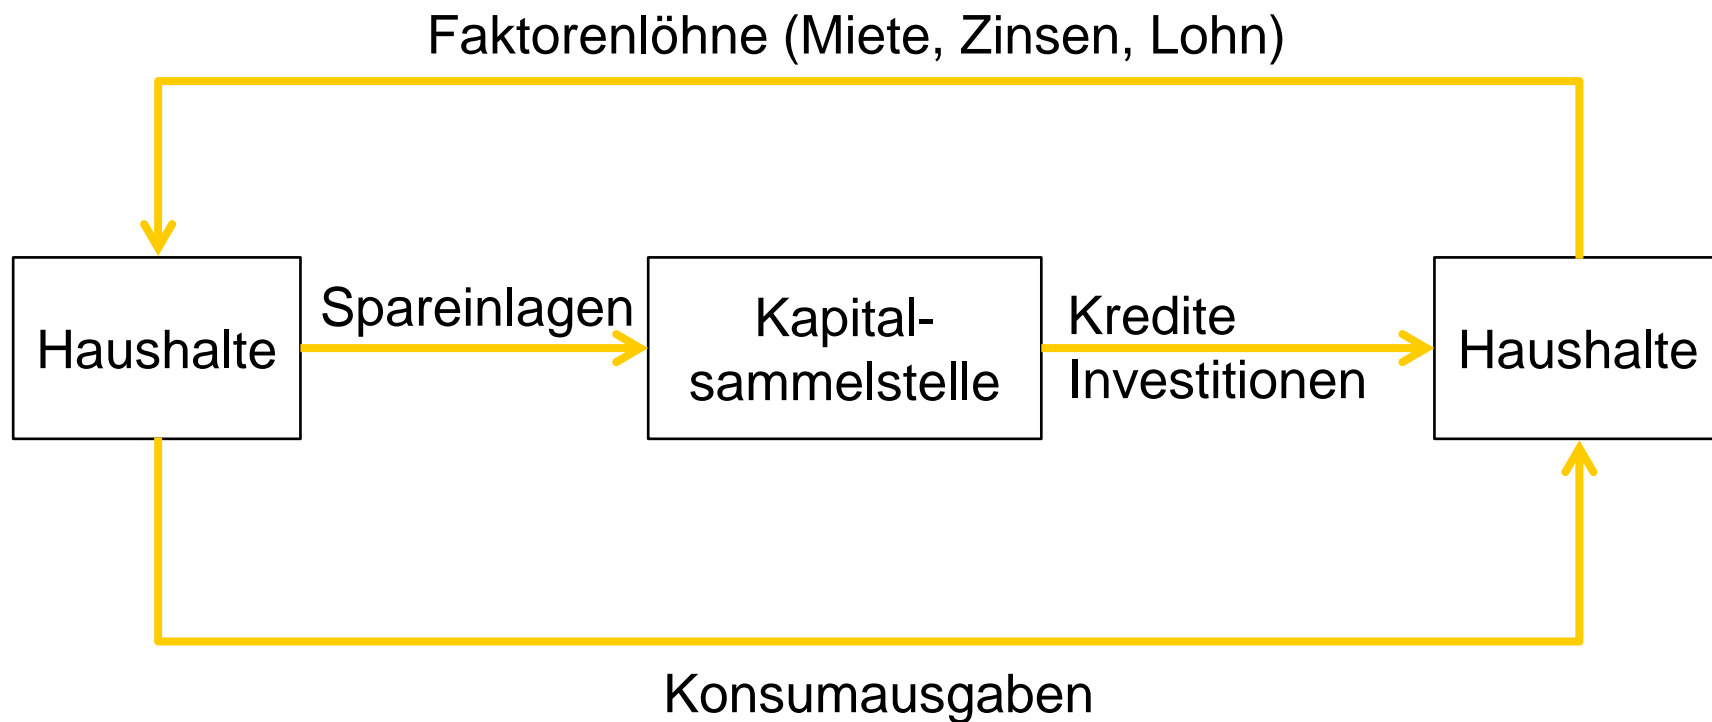 Faktorenlöhne (Miete, Zinsen, Lohn)
Haushalte
Spareinlagen
Kapital-
sammelstelle
Kredite
Investitionen
Haushalte
Konsumausgaben